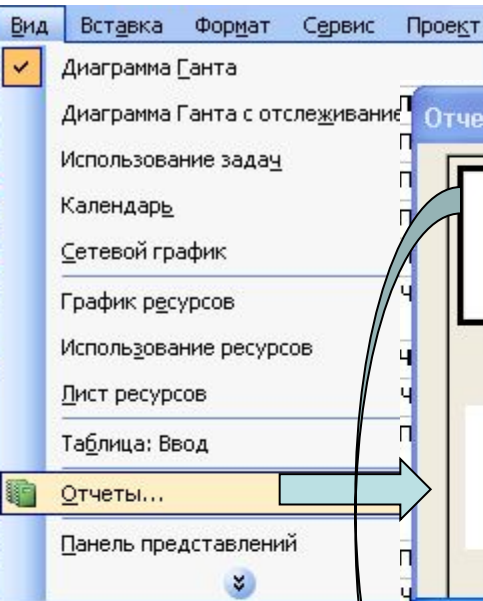 Вид Вставка Формат Сервис Проект
Диаграмма Ганта
Диаграмма Ганта с отслеживание
Отче
Использование задач
Календарь
Сетевой график
График ресурсов
Использование ресурсов
Лист ресурсов
Таблица: Ввод
Отчеты...
Панель представлений